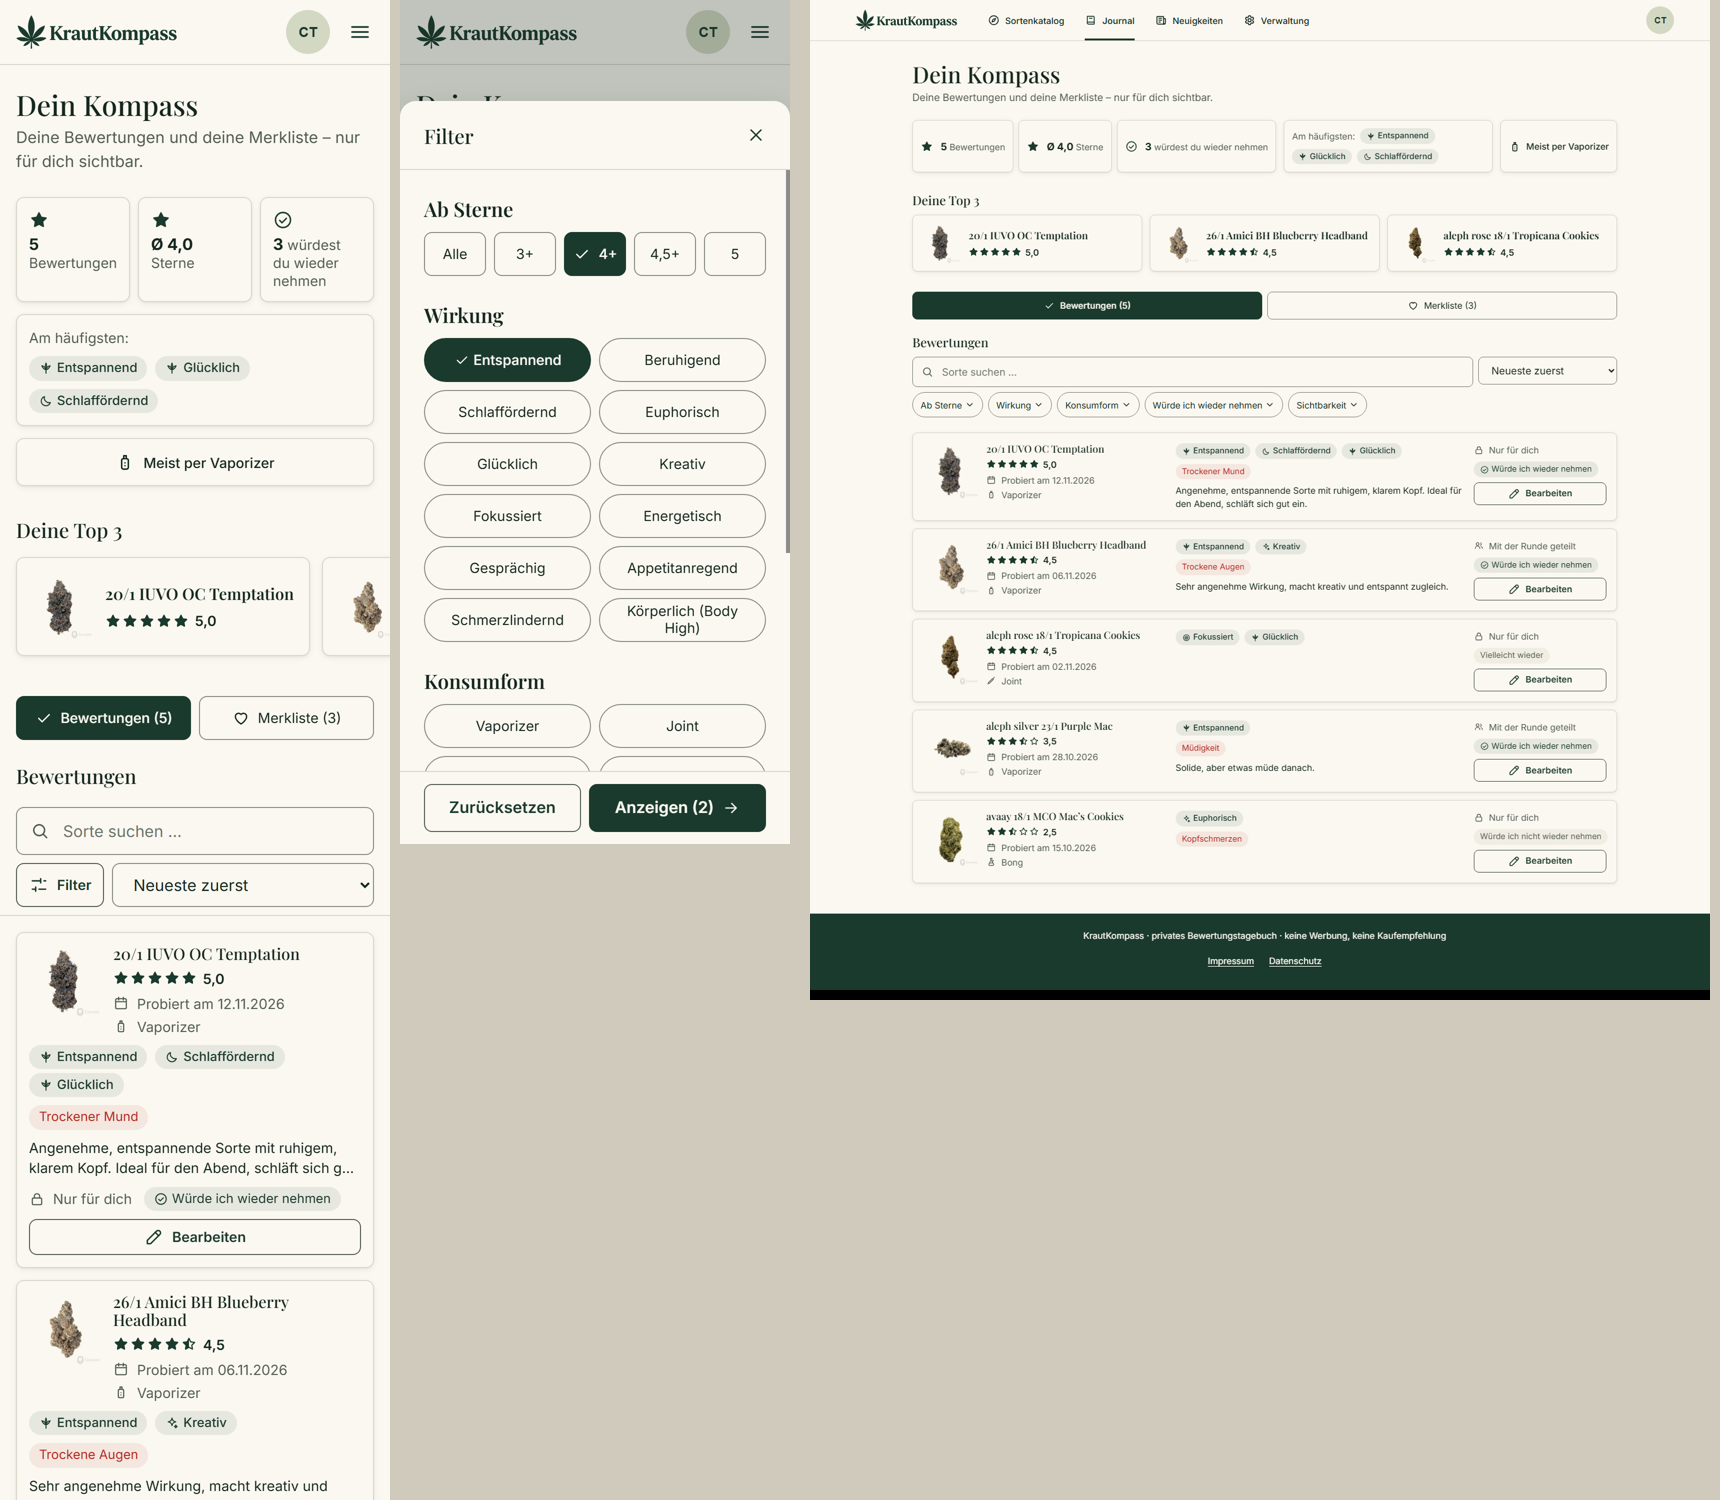 KrautKompass
CT
Dein Kompass
Deine Bewertungen und deine Merkliste – nur
für dich sichtbar.
5
Bewertungen
Ø 4,0
Sterne
3 würdest
du wieder
nehmen
Am häufigsten:
Entspannend
Glücklich
Schlaffördernd
Meist per Vaporizer
Deine Top 3
20/1 IUVO OC Temptation
5,0
Bewertungen (5)
Merkliste (3)
Bewertungen
Sorte suchen ...
Filter
Neueste zuerst
20/1 IUVO OC Temptation
5,0
Probiert am 12.11.2026
Vaporizer
Entspannend
Schlaffördernd
Glücklich
Trockener Mund
Angenehme, entspannende Sorte mit ruhigem,
klarem Kopf. Ideal für den Abend, schläft sich g...
Nur für dich
Würde ich wieder nehmen
Bearbeiten
26/1 Amici BH Blueberry
Headband
4,5
Probiert am 06.11.2026
Vaporizer
Entspannend
Kreativ
Trockene Augen
Sehr angenehme Wirkung, macht kreativ und
KrautKompass
CT
Filter
Ab Sterne
Alle
3+
4+
4,5+
5
Wirkung
Entspannend
Beruhigend
Schlaffördernd
Euphorisch
Glücklich
Kreativ
Fokussiert
Energetisch
Gesprächig
Appetitanregend
Schmerzlindernd
Körperlich (Body
High)
Konsumform
Vaporizer
Joint
Zurücksetzen
Anzeigen (2)
KrautKompass
Sortenkatalog
Journal
Neuigkeiten
Verwaltung
CT
Dein Kompass
Deine Bewertungen und deine Merkliste – nur für dich sichtbar.
5 Bewertungen
Ø 4,0 Sterne
3 würdest du wieder nehmen
Am häufigsten:
Entspannend
Glücklich
Schlaffördernd
Meist per Vaporizer
Deine Top 3
20/1 IUVO OC Temptation
5,0
26/1 Amici BH Blueberry Headband
4,5
aleph rose 18/1 Tropicana Cookies
4,5
Bewertungen (5)
Merkliste (3)
Bewertungen
Sorte suchen ...
Neueste zuerst
Ab Sterne
Wirkung
Konsumform
Würde ich wieder nehmen
Sichtbarkeit
20/1 IUVO OC Temptation
5,0
Probiert am 12.11.2026
Vaporizer
Entspannend
Schlaffördernd
Glücklich
Trockener Mund
Angenehme, entspannende Sorte mit ruhigem, klarem Kopf. Ideal für
den Abend, schläft sich gut ein.
Nur für dich
Würde ich wieder nehmen
Bearbeiten
26/1 Amici BH Blueberry Headband
4,5
Probiert am 06.11.2026
Vaporizer
Entspannend
Kreativ
Trockene Augen
Sehr angenehme Wirkung, macht kreativ und entspannt zugleich.
Mit der Runde geteilt
Würde ich wieder nehmen
Bearbeiten
aleph rose 18/1 Tropicana Cookies
4,5
Probiert am 02.11.2026
Joint
Fokussiert
Glücklich
Nur für dich
Vielleicht wieder
Bearbeiten
aleph silver 23/1 Purple Mac
3,5
Probiert am 28.10.2026
Vaporizer
Entspannend
Müdigkeit
Solide, aber etwas müde danach.
Mit der Runde geteilt
Würde ich wieder nehmen
Bearbeiten
avaay 18/1 MCO Mac's Cookies
2,5
Probiert am 15.10.2026
Bong
Euphorisch
Kopfschmerzen
Nur für dich
Würde ich nicht wieder nehmen
Bearbeiten
KrautKompass · privates Bewertungstagebuch · keine Werbung, keine Kaufempfehlung
Impressum
Datenschutz